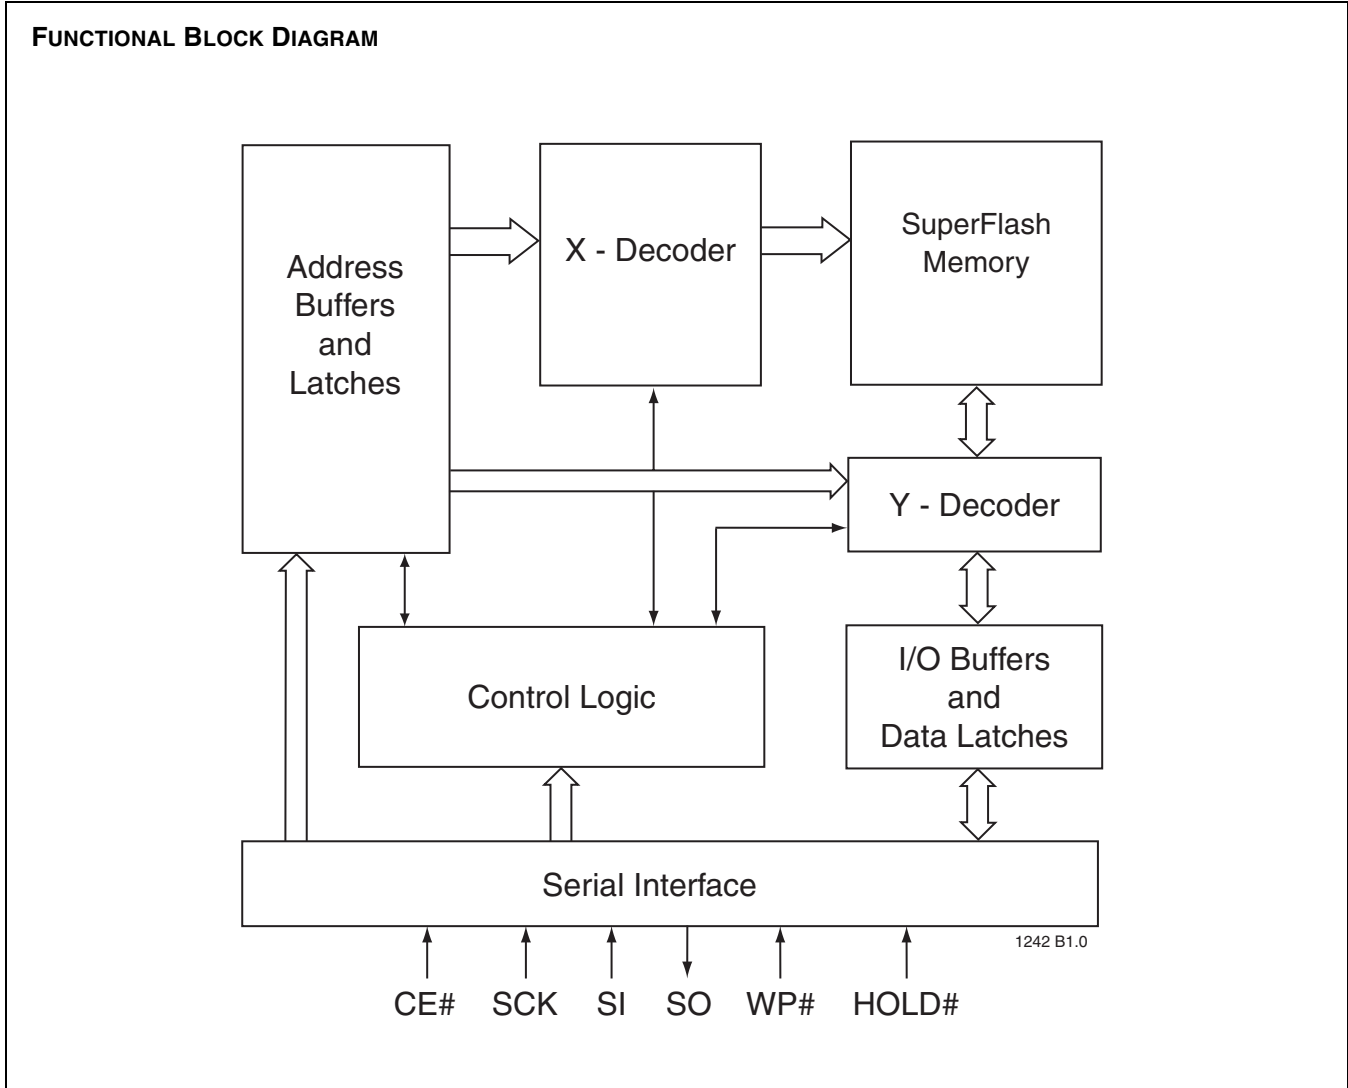 FUNCTIONAL BLOCK DIAGRAM
Address
Buffers
and
Latches
X - Decoder
SuperFlash
Memory
Y - Decoder
Control Logic
I/O Buffers
and
Data Latches
Serial Interface
1242 B1.0
CE# SCK SI SO WP# HOLD#